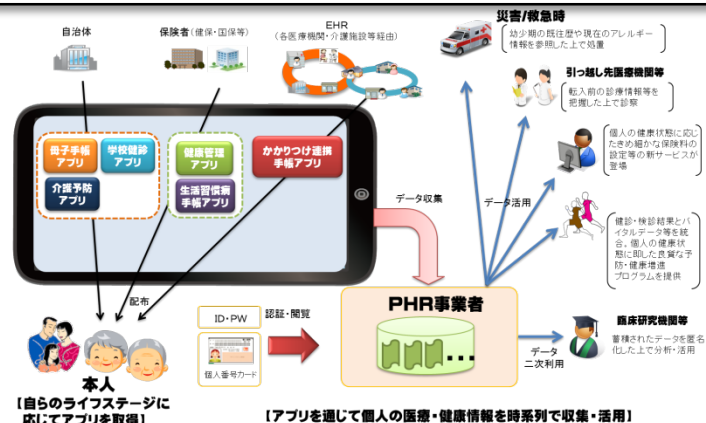 自治体
保険者(健保・国保等)
EHR
(各医療機関・介護施設等経由)
災害/救急時
幼少期の既往歴や現在のアレルギー
情報を参照した上で処置
引っ越し先医療機関等
転入前の診療情報等を
把握した上で診察
個人の健康状態に応じ
たきめ細かな保険料の
設定等の新サービスが
登場
健診・検診結果とバ
イタルデータ等を統
合。個人の健康状
態に即した良質な予
防・健康増進
プログラムを提供
母子手帳
アプリ
学校健診
アプリ
介護予防
アプリ
健康管理
アプリ
生活習慣病
手帳アプリ
かかりつけ連携
手帳アプリ
データ収集
データ活用
配布
ID・PW
個人番号カード
認証・閲覧
PHR事業者
...
データ
二次利用
臨床研究機関等
蓄積されたデータを匿名
化した上で分析・活用
本人
【自らのライフステージに
応じてアプリを取得】
【アプリを通じて個人の医療・健康情報を時系列で収集・活用】